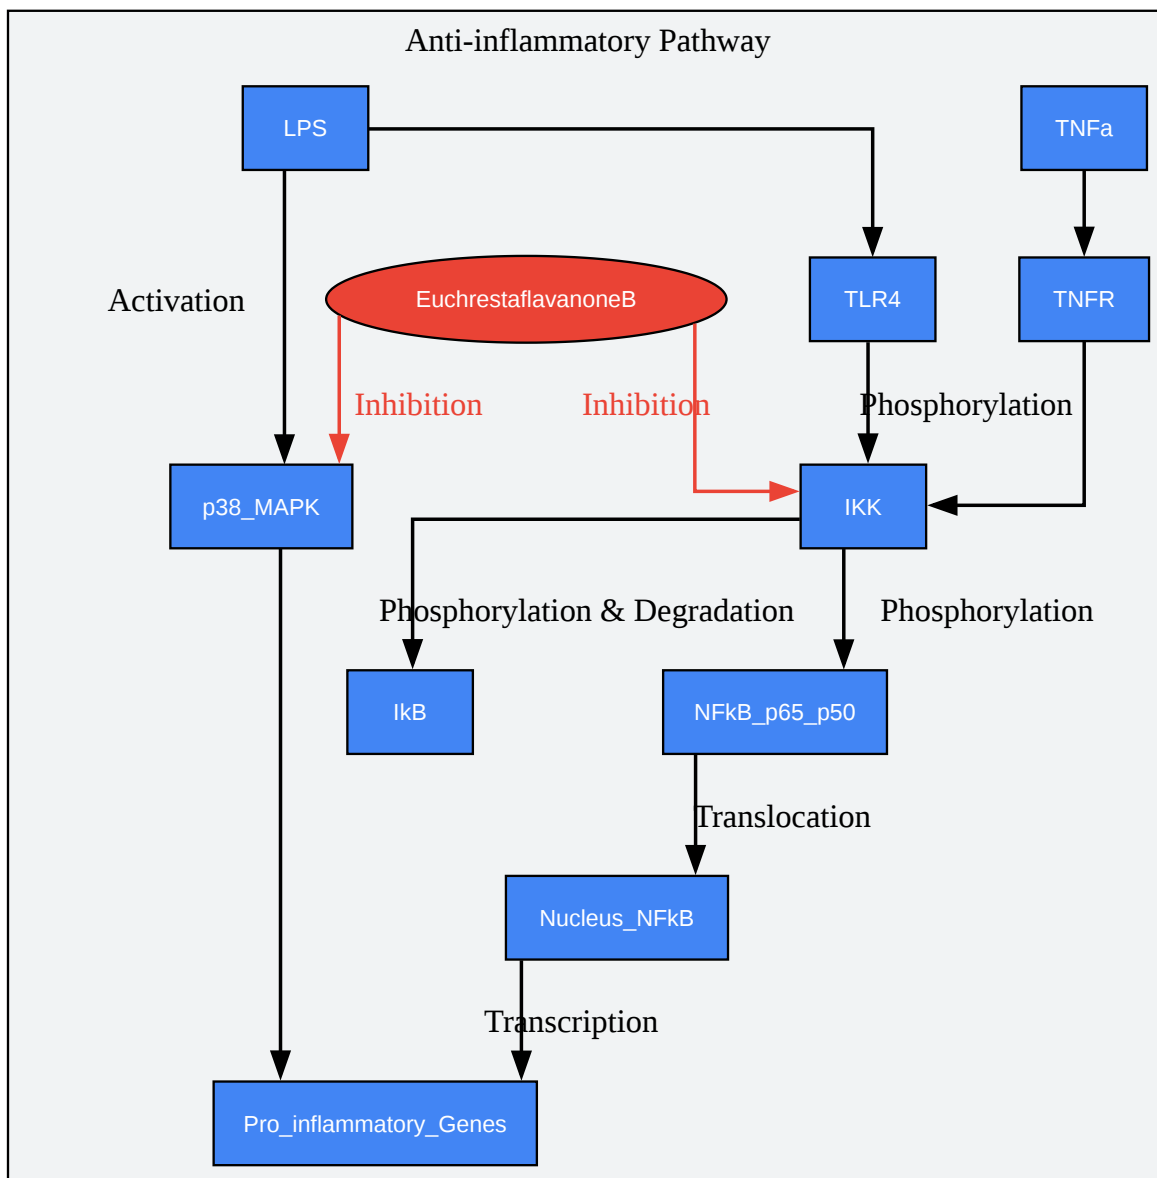 Anti-inflammatory Pathway
LPS
TNFa
Activation
EuchrestaflavanoneB
TLR4
TNFR
Inhibition
Inhibition
Phosphorylation
p38_MAPK
IKK
Phosphorylation & Degradation
Phosphorylation
IkB
NFkB_p65_p50
Translocation
Nucleus_NFkB
Transcription
Pro_inflammatory_Genes